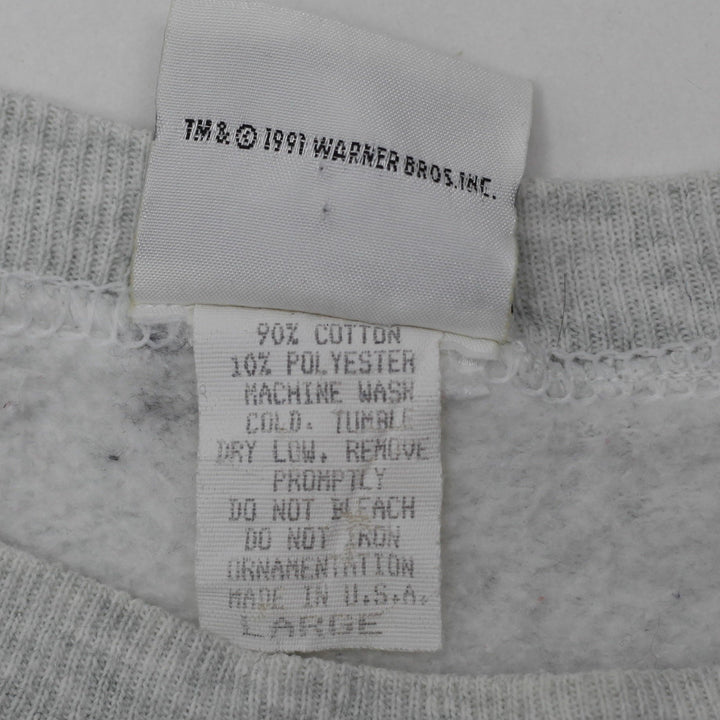 TM & © 1991 WARNER BROS. INC.
90% COTTON
10% POLYESTER
MACHINE WASH
COLD. TUMBLE
DRY LOW. REMOVE
PROMPTLY
DO NOT BLEACH
DO NOT IRON
ORNAMENTATION
MADE IN U.S.A.
LARGE